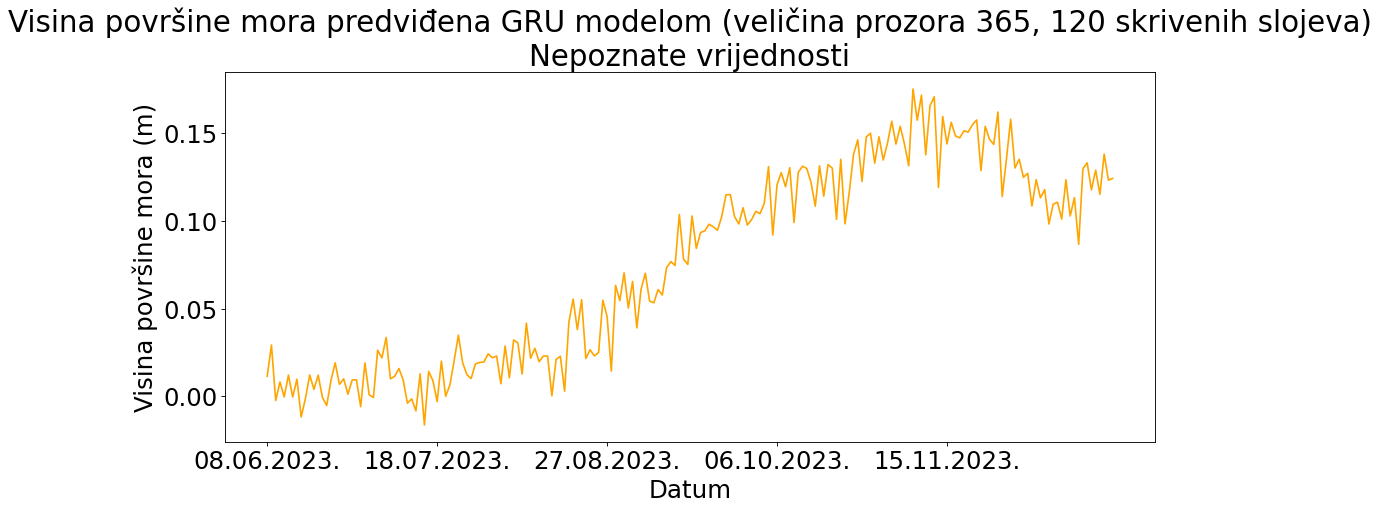 Visina površine mora predviđena GRU modelom (veličina prozora 365, 120 skrivenih slojeva)
Nepoznate vrijednosti
Visina površine mora (m)
0.15
0.10
0.05
0.00
08.06.2023. 18.07.2023. 27.08.2023. 06.10.2023. 15.11.2023.
Datum